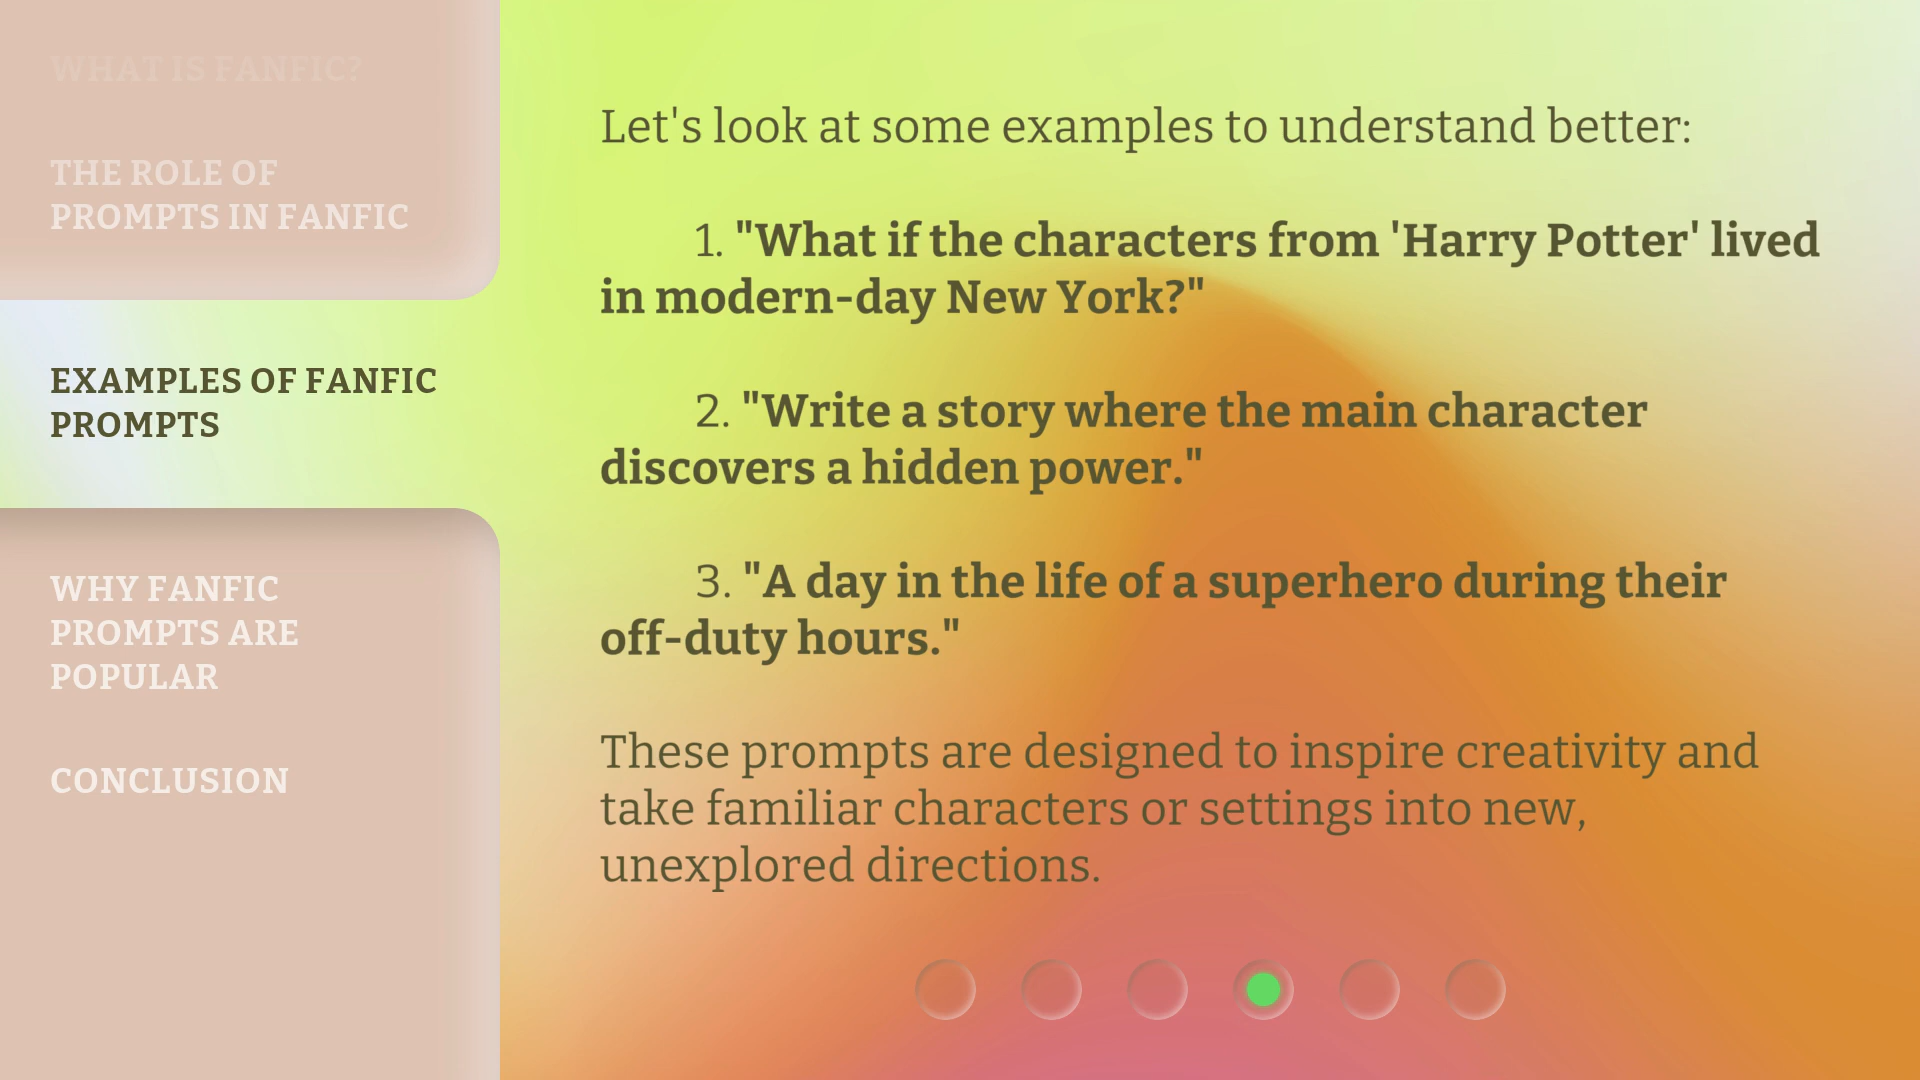 WHAT IS FANFIC?
THE ROLE OF
PROMPTS IN FANFIC
EXAMPLES OF FANFIC
PROMPTS
WHY FANFIC
PROMPTS ARE
POPULAR
CONCLUSION
Let's look at some examples to understand better:
1. "What if the characters from 'Harry Potter' lived
in modern-day New York?"
2. "Write a story where the main character
discovers a hidden power."
3. "A day in the life of a superhero during their
off-duty hours."
These prompts are designed to inspire creativity and
take familiar characters or settings into new,
unexplored directions.